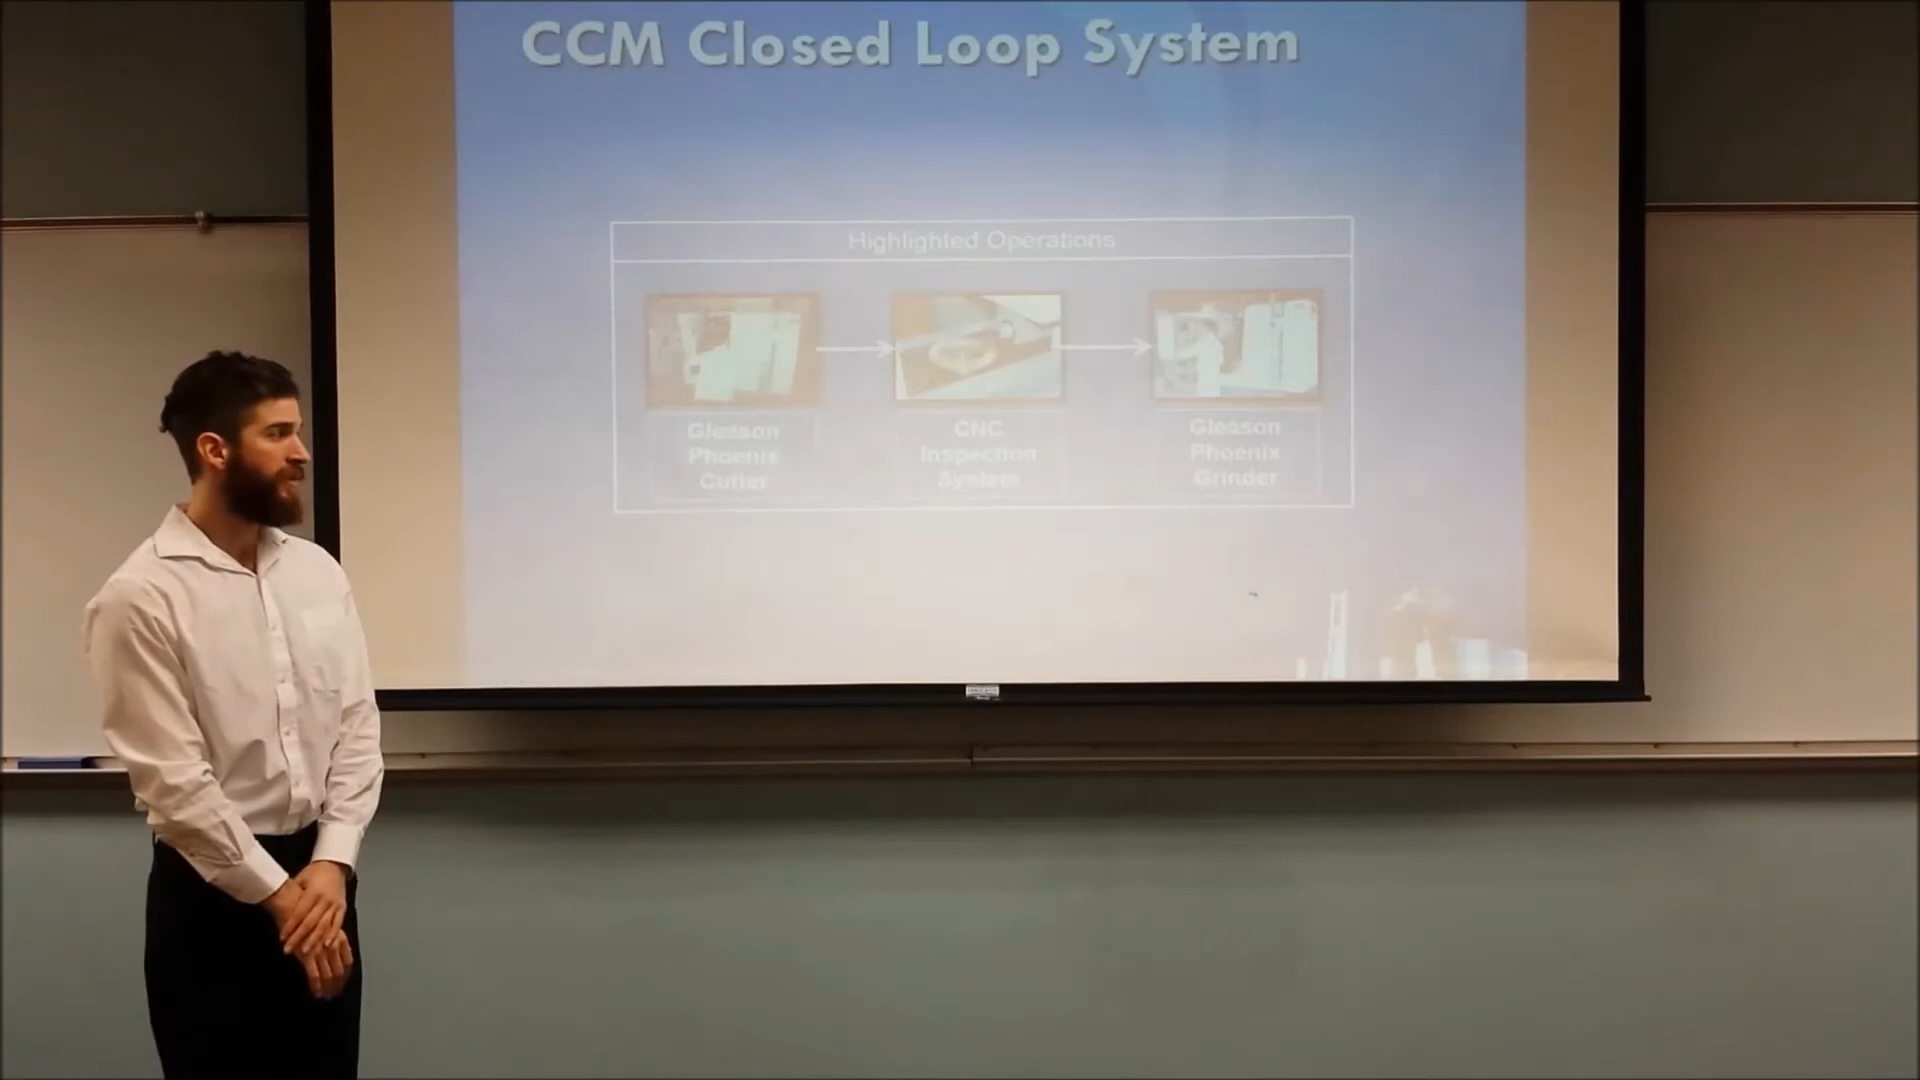 CCM Closed Loop System
Highlighted Operations
Gleason
Phoenix
Cutter
CNC
Inspection
System
Gleason
Phoenix
Grinder